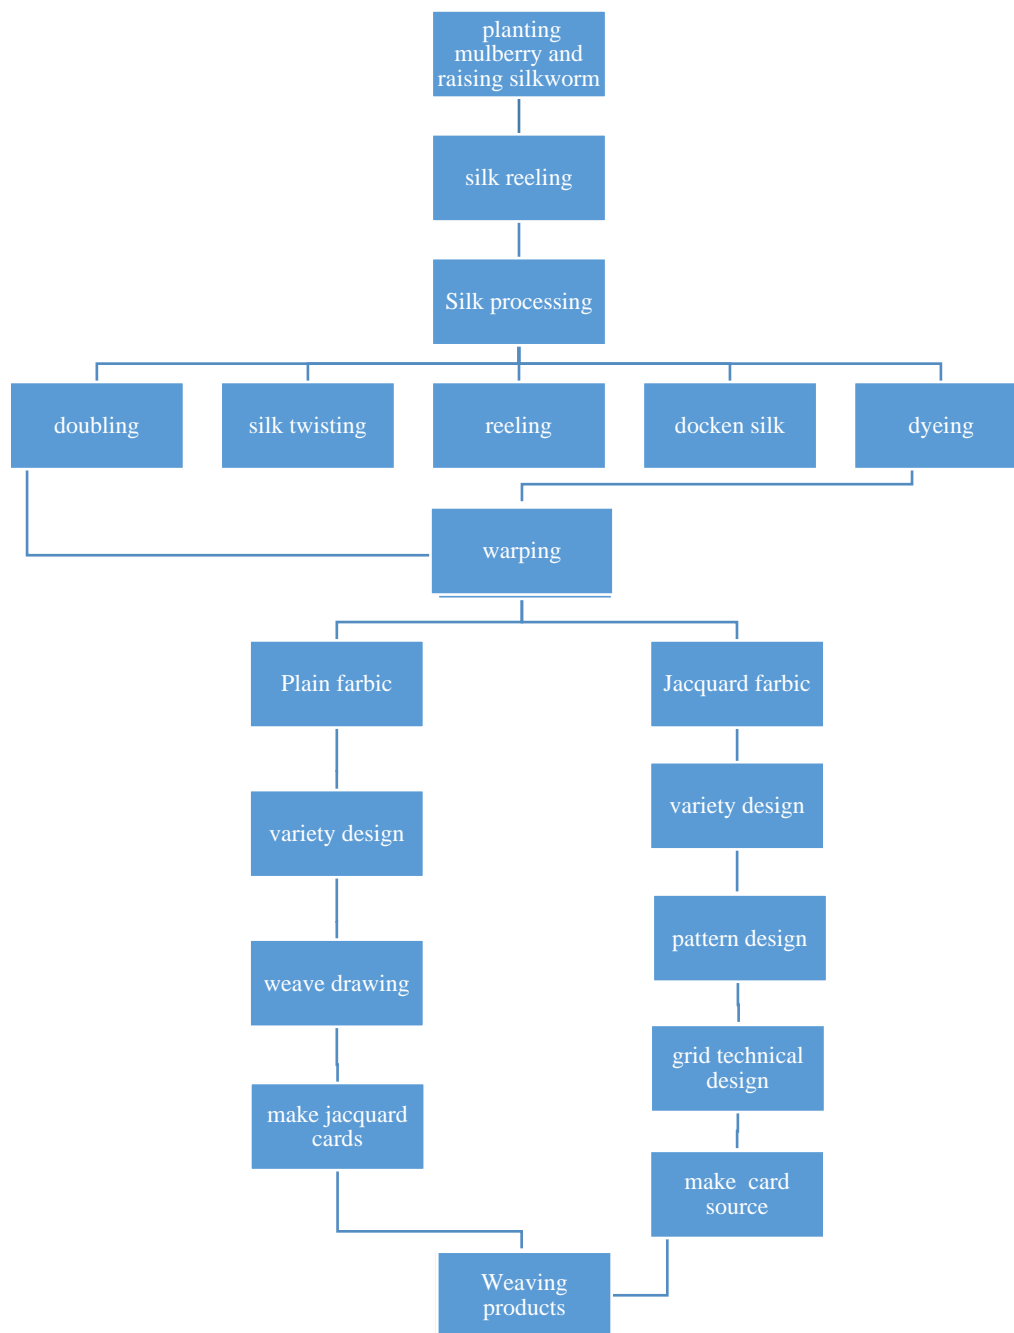 planting
mulberry and
raising silkworm
silk reeling
Silk processing
doubling
silk twisting
reeling
docken silk
dyeing
warping
Plain farbic
Jacquard farbic
variety design
variety design
pattern design
weave drawing
grid technical
design
make jacquard
cards
make card
source
Weaving
products